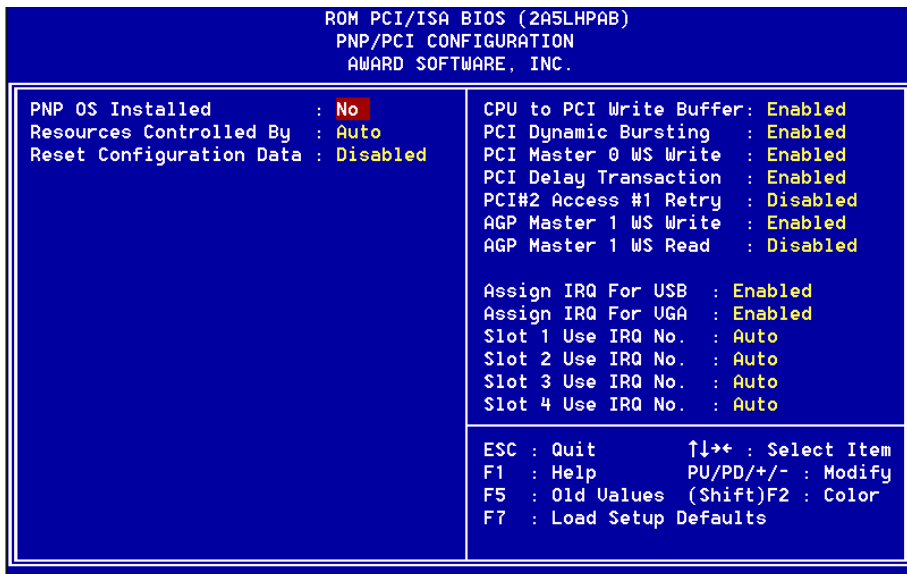 ROM PCI/ISA BIOS (2A5LHPAB)
PNP/PCI CONFIGURATION
AWARD SOFTWARE, INC.
PNP OS Installed : No
Resources Controlled By : Auto
Reset Configuration Data : Disabled
CPU to PCI Write Buffer: Enabled
PCI Dynamic Bursting : Enabled
PCI Master 0 WS Write : Enabled
PCI Delay Transaction : Enabled
PCI#2 Access #1 Retry : Disabled
AGP Master 1 WS Write : Enabled
AGP Master 1 WS Read : Disabled
Assign IRQ For USB : Enabled
Assign IRQ For VGA : Enabled
Slot 1 Use IRQ No. : Auto
Slot 2 Use IRQ No. : Auto
Slot 3 Use IRQ No. : Auto
Slot 4 Use IRQ No. : Auto
ESC : Quit ↑↓→← : Select Item
F1 : Help PU/PD/+/- : Modify
F5 : Old Values (Shift)F2 : Color
F7 : Load Setup Defaults